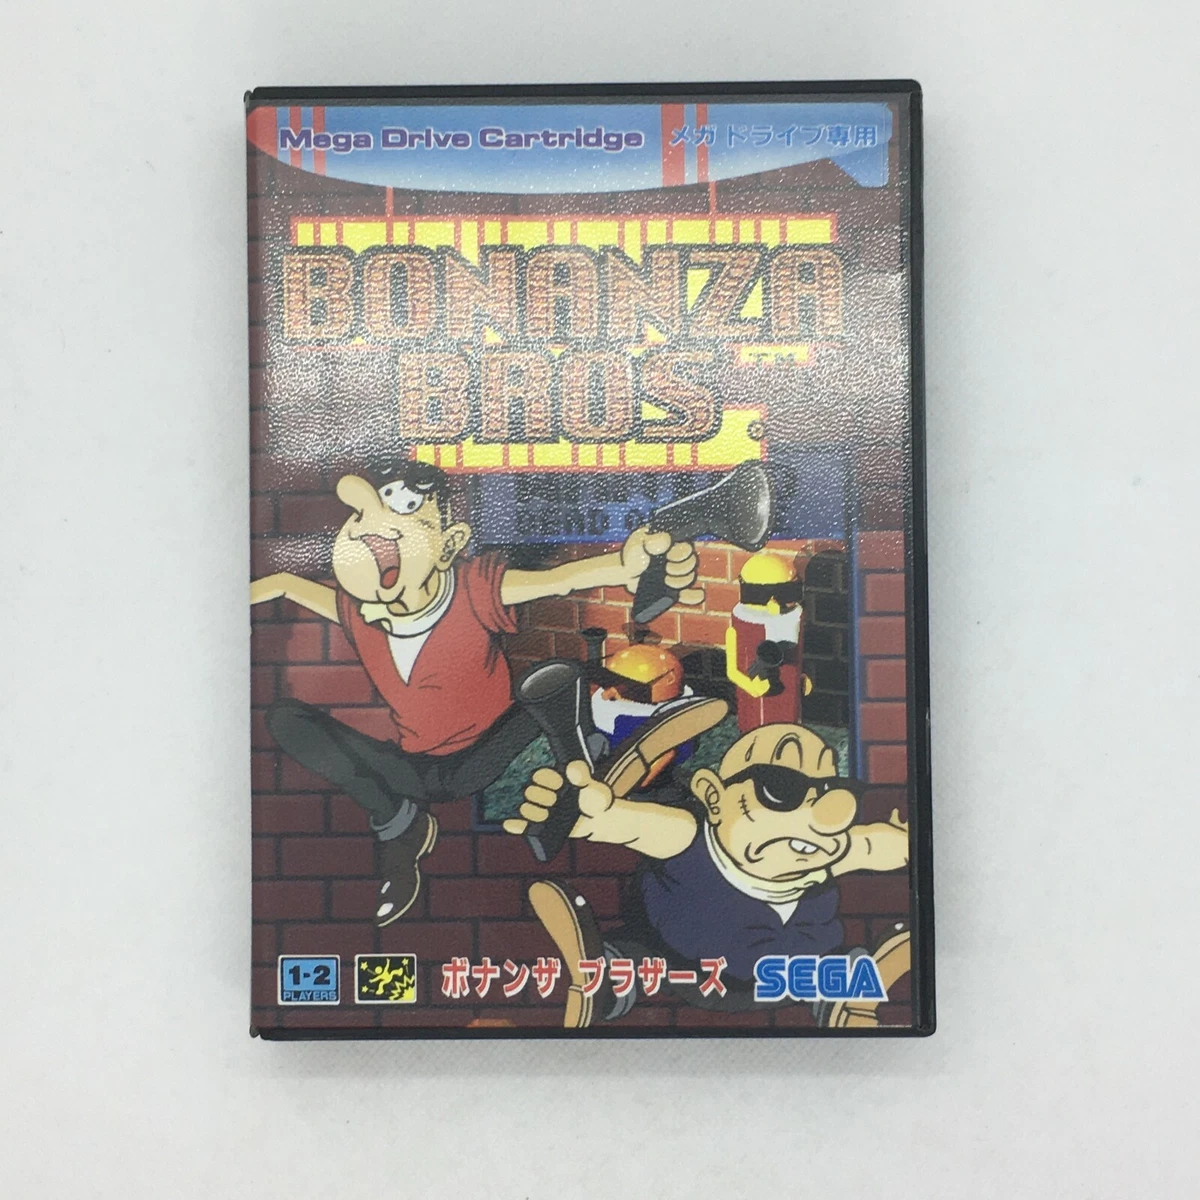 Mega Drive Cartridge メガドライブ専用
BONANZA
BROS
1-2
PLAYERS
ボナンザ ブラザーズ
SEGA